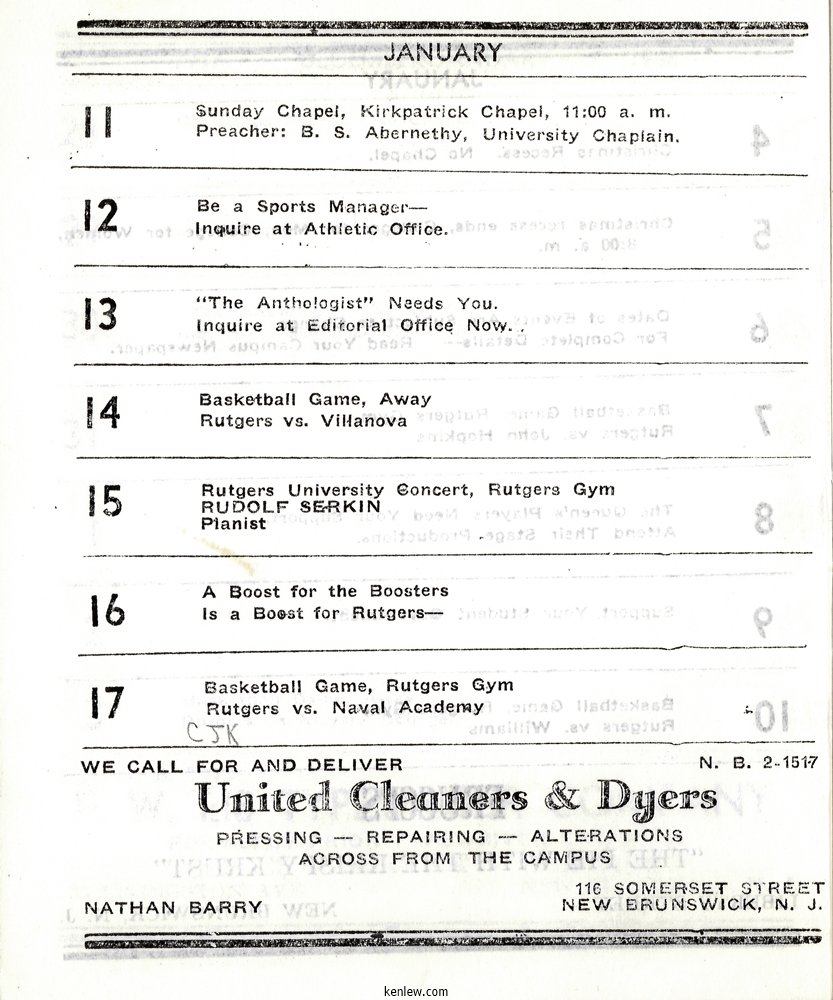 JANUARY
11
Sunday Chapel, Kirkpatrick Chapel, 11:00 a. m.
Preacher: B. S. Abernethy, University Chaplain.
12
Be a Sports Manager—
Inquire at Athletic Office.
13
“The Anthologist” Needs You.
Inquire at Editorial Office Now.
14
Basketball Game, Away
Rutgers vs. Villanova
15
Rutgers University Concert, Rutgers Gym
RUDOLF SERKIN
Pianist
16
A Boost for the Boosters
Is a Boost for Rutgers—
17
Basketball Game, Rutgers Gym
Rutgers vs. Naval Academy
CJK
WE CALL FOR AND DELIVER N. B. 2-1517
United Cleaners & Dyers
PRESSING — REPAIRING — ALTERATIONS
ACROSS FROM THE CAMPUS
116 SOMERSET STREET
NATHAN BARRY NEW BRUNSWICK, N. J.
kenlew.com